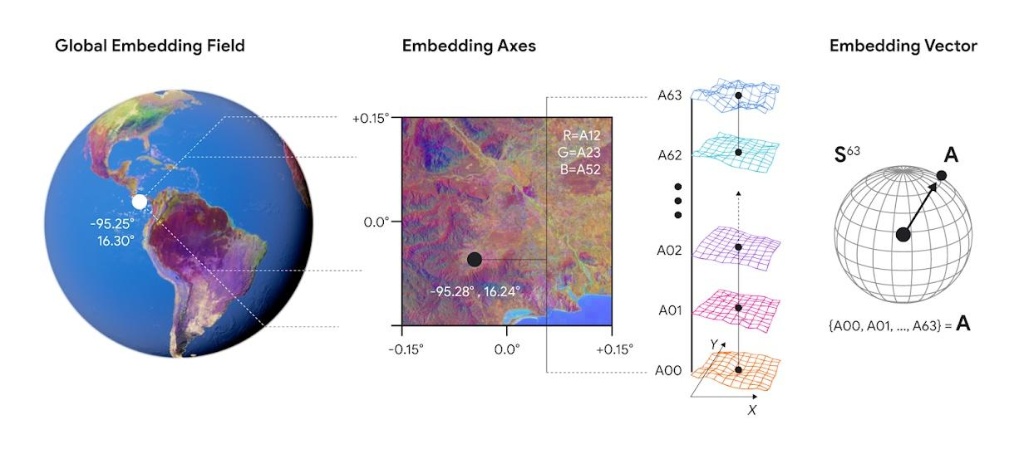 Global Embedding Field
-95.25°
16.30°
Embedding Axes
+0.15°
0.0°
R=A12
G=A23
B=A52
-95.28°, 16.24°
-0.15°
0.0°
+0.15°
A63
A62
A02
A01
A00
Y
X
Embedding Vector
S⁶³
A
{A00, A01, ..., A63} = A